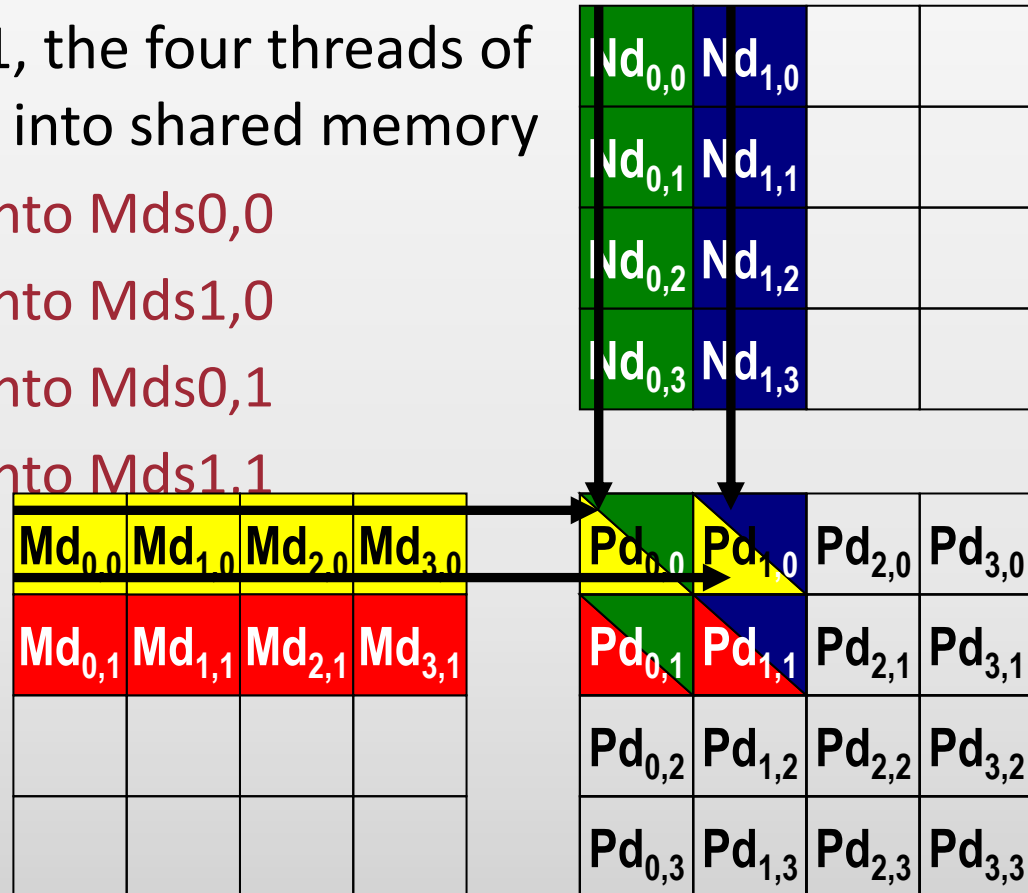 1, the four threads of
into shared memory
nto Mds0,0
nto Mds1,0
nto Mds0,1
nto Mds1,1
Nd0,0 Nd1,0
Nd0,1 Nd1,1
Nd0,2 Nd1,2
Nd0,3 Nd1,3
Md0,0 Md1,0 Md2,0 Md3,0 Pd0,0 Pd1,0 Pd2,0 Pd3,0
Md0,1 Md1,1 Md2,1 Md3,1 Pd0,1 Pd1,1 Pd2,1 Pd3,1
Pd0,2 Pd1,2 Pd2,2 Pd3,2
Pd0,3 Pd1,3 Pd2,3 Pd3,3